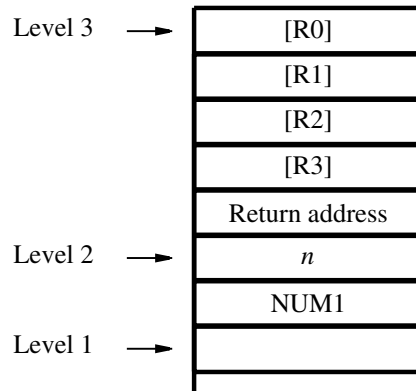 Level 3 [R0]
[R1]
[R2]
[R3]
Return address
Level 2 n
NUM1
Level 1